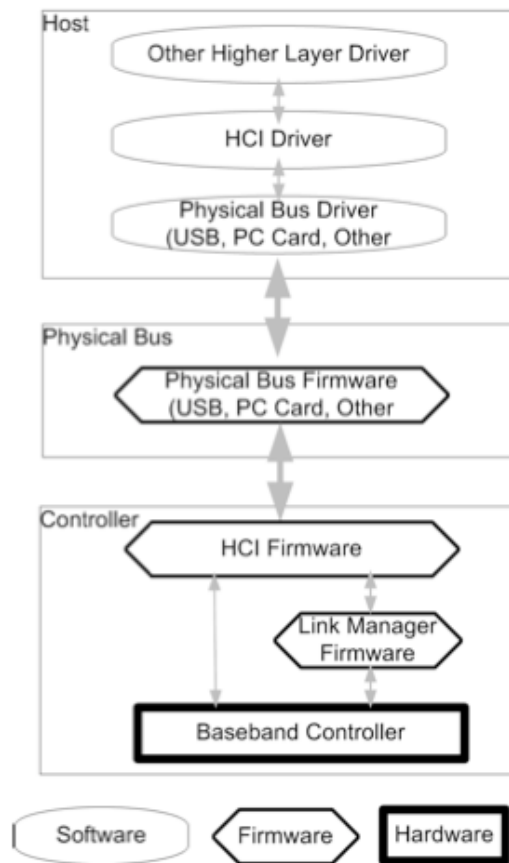 Host
Other Higher Layer Driver
HCI Driver
Physical Bus Driver
(USB, PC Card, Other
Physical Bus
Physical Bus Firmware
(USB, PC Card, Other
Controller
HCI Firmware
Link Manager
Firmware
Baseband Controller
Software
Firmware
Hardware